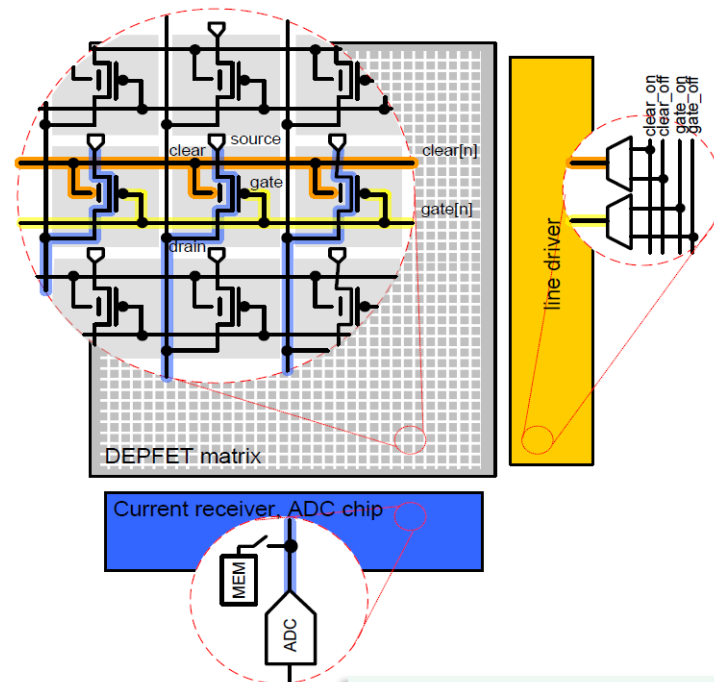 clear_on
clear_off
gate_on
gate_off
source
clear
clear[n]
gate
gate[n]
drain
line driver
DEPFET matrix
Current receiver, ADC chip
MEM
ADC